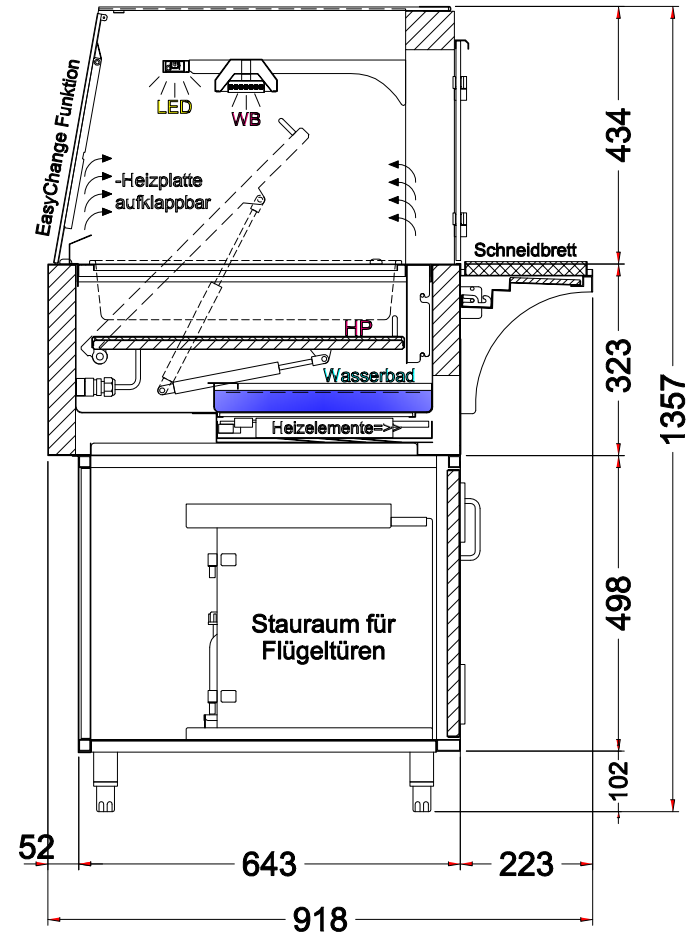 EasyChange Funktion
LED
WB
434
-Heizplatte
aufklappbar
Schneidbrett
HP
323
Wasserbad
1357
Heizelemente=>>
498
Stauraum für
Flügeltüren
102
52
643
223
918